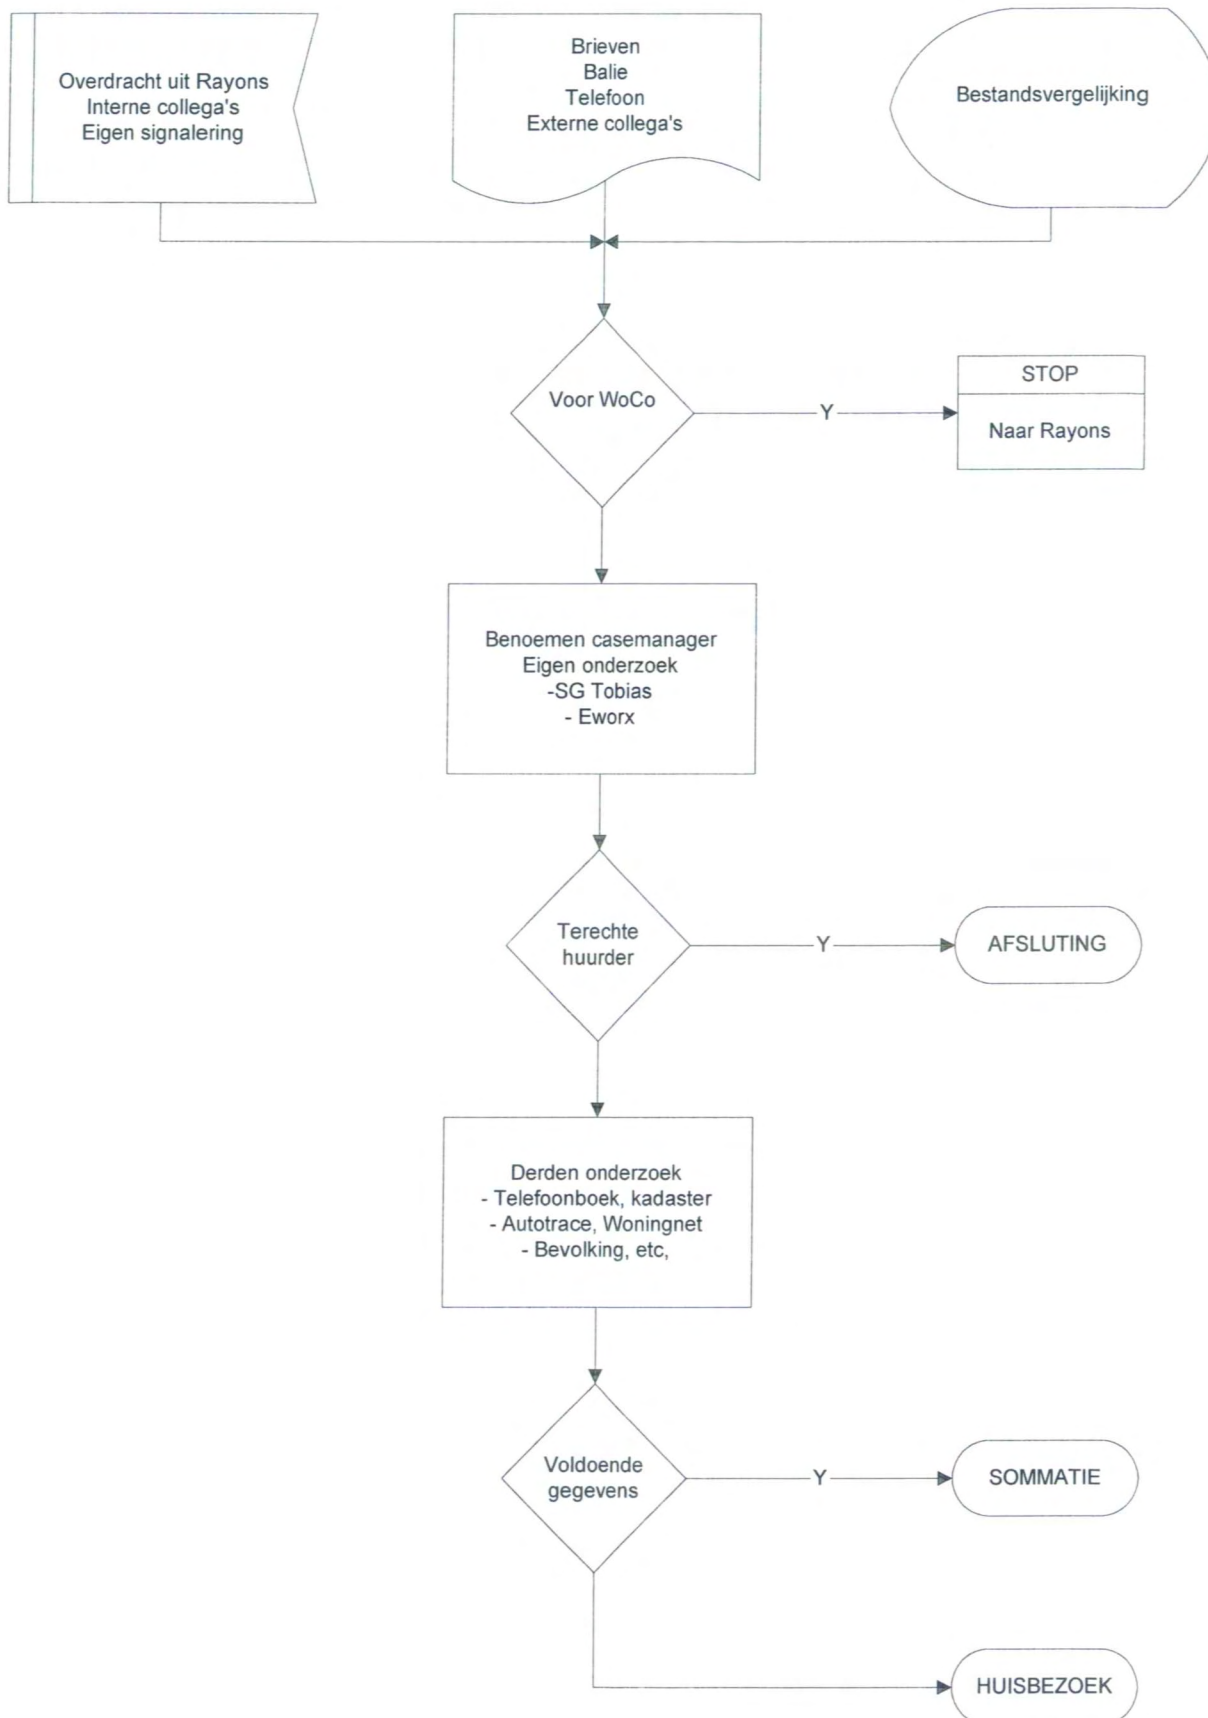 Overdracht uit Rayons
Interne collega's
Eigen signalering
Brieven
Balie
Telefoon
Externe collega's
Bestandsvergelijking
Voor WoCo
Y
STOP
Naar Rayons
Benoemen casemanager
Eigen onderzoek
-SG Tobias
- Eworx
Terechte
huurder
Y
AFSLUTING
Derden onderzoek
- Telefoonboek, kadaster
- Autotrace, Woningnet
- Bevolking, etc,
Voldoende
gegevens
Y
SOMMATIE
HUISBEZOEK